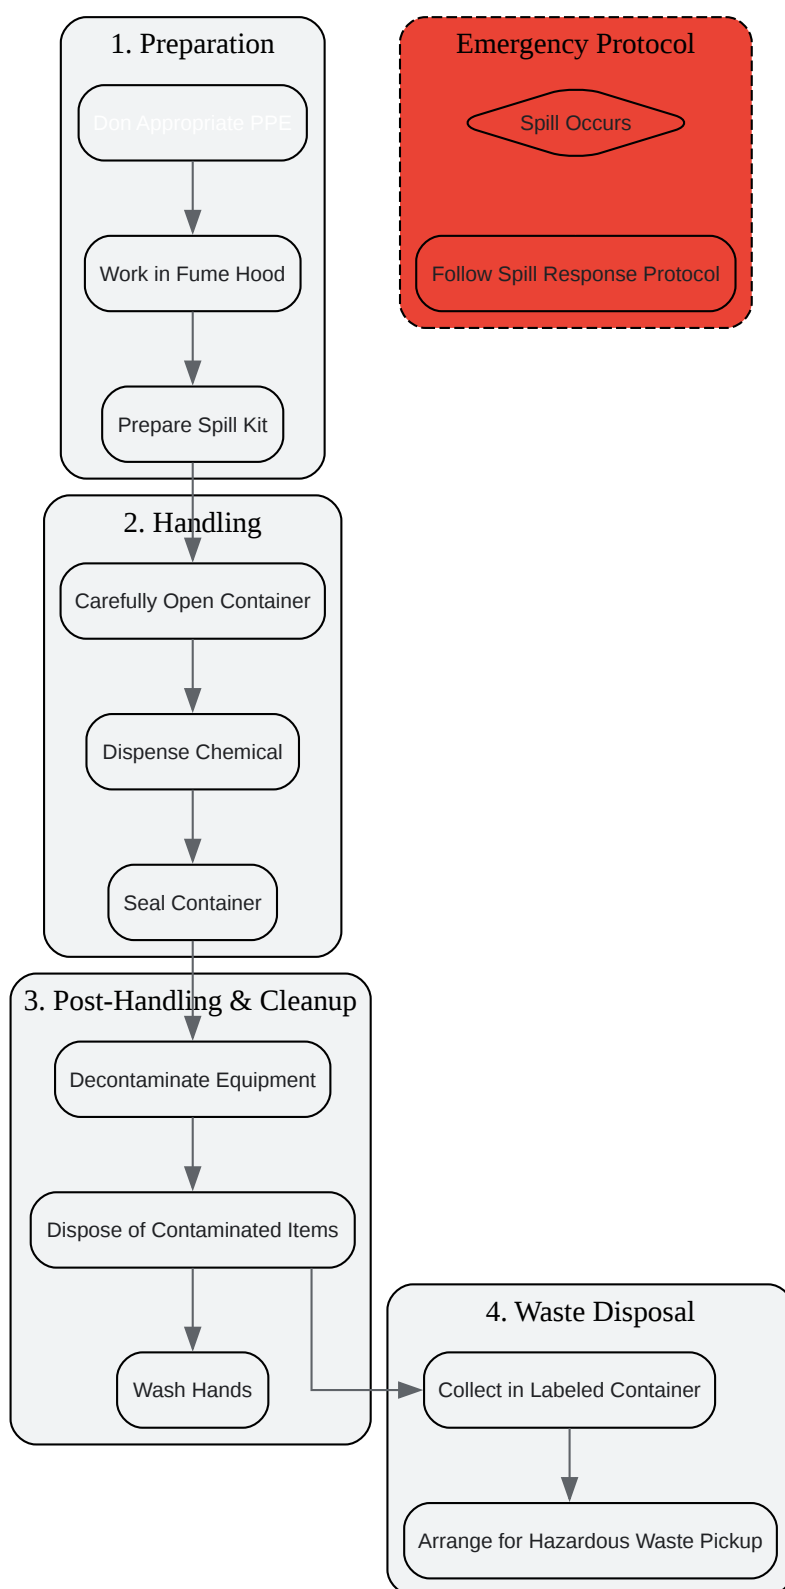 1. Preparation
Don Appropriate PPE
Work in Fume Hood
Prepare Spill Kit
Emergency Protocol
Spill Occurs
Follow Spill Response Protocol
2. Handling
Carefully Open Container
Dispense Chemical
Seal Container
3. Post-Handling & Cleanup
Decontaminate Equipment
Dispose of Contaminated Items
Wash Hands
4. Waste Disposal
Collect in Labeled Container
Arrange for Hazardous Waste Pickup